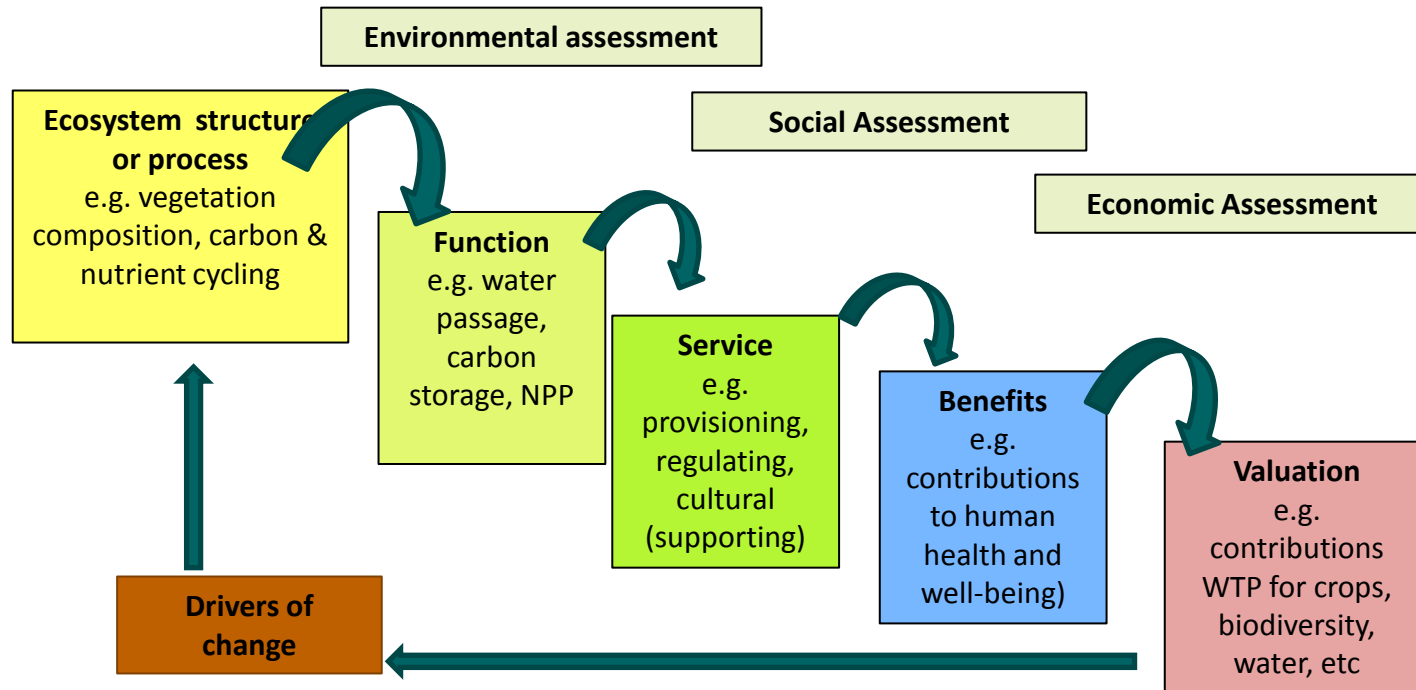 Environmental assessment
Social Assessment
Economic Assessment
Ecosystem structure
or process
e.g. vegetation
composition, carbon &
nutrient cycling
Function
e.g. water
passage,
carbon
storage, NPP
Service
e.g.
provisioning,
regulating,
cultural
(supporting)
Benefits
e.g.
contributions
to human
health and
well-being)
Valuation
e.g.
contributions
WTP for crops,
biodiversity,
water, etc
Drivers of
change